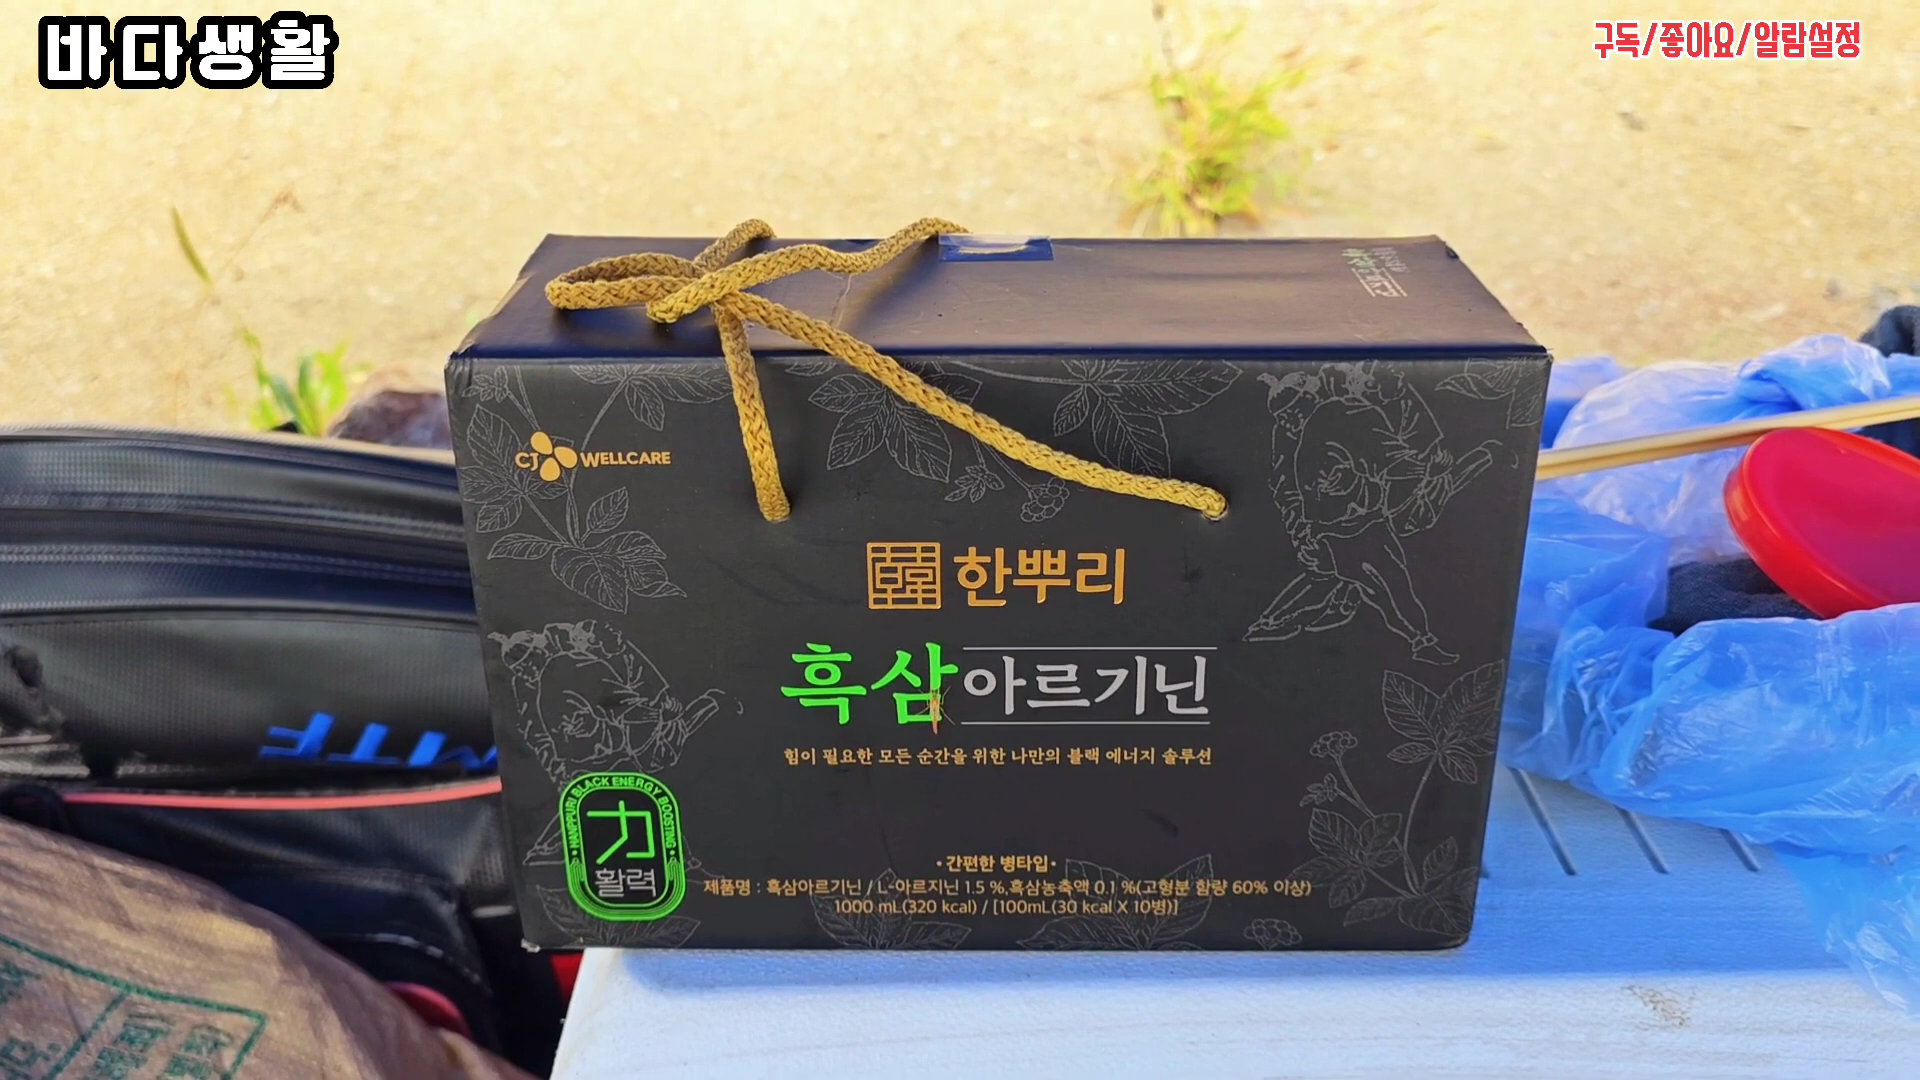 바다생활
구독/좋아요/알람설정
CJ WELLCARE
韓 한뿌리
흑삼아르기닌
힘이 필요한 모든 순간을 위한 나만의 블랙 에너지 솔루션
HANPPURI BLACK ENERGY BOOSTING
力
활력
•간편한 병타입•
제품명 : 흑삼아르기닌 / L-아르지닌 1.5 %,흑삼농축액 0.1 %(고형분 함량 60% 이상)
1000 mL(320 kcal) / [100mL(30 kcal X 10병)]
MTF